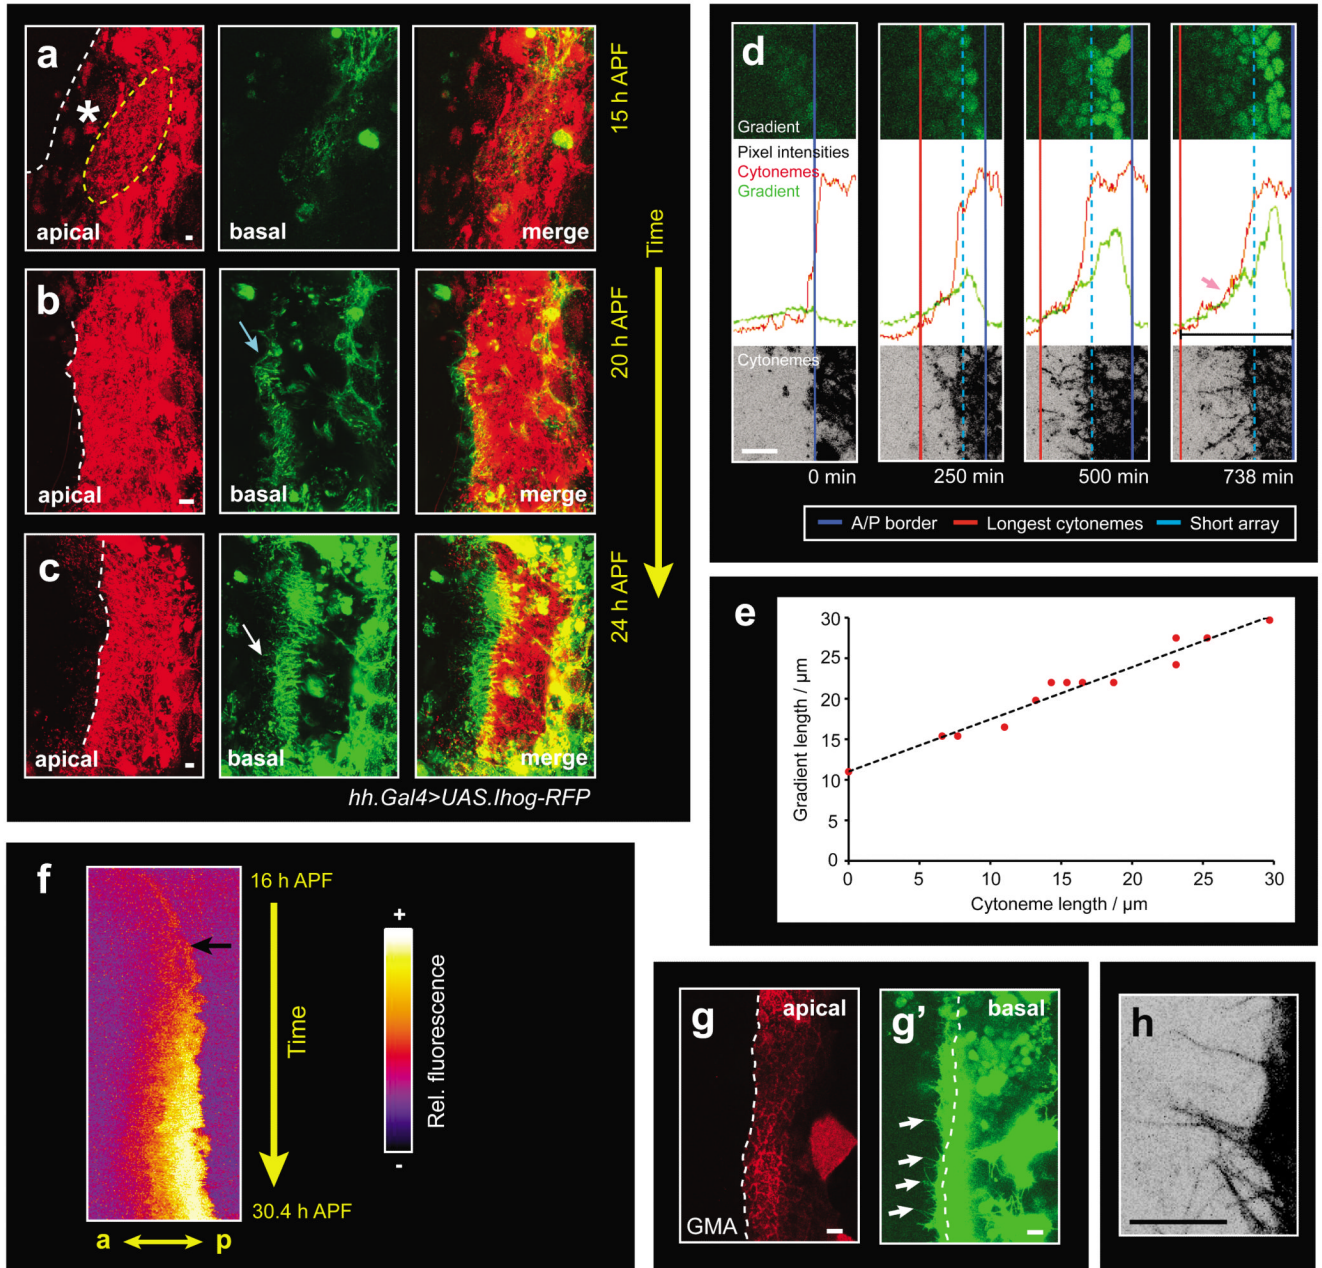 a
*
apical
basal
merge
15 h APF
b
apical
basal
merge
20 h APF
c
apical
basal
merge
24 h APF
Time
hh.Gal4>UAS.Ihog-RFP
d
Gradient
Pixel intensities
Cytonemes
Gradient
Cytonemes
0 min
250 min
500 min
738 min
A/P border
Longest cytonemes
Short array
e
Gradient length / µm
30
25
20
15
10
5
0
0 5 10 15 20 25 30
Cytoneme length / µm
f
16 h APF
Time
30.4 h APF
a p
+
Rel. fluorescence
-
g
apical
GMA
g’
basal
h